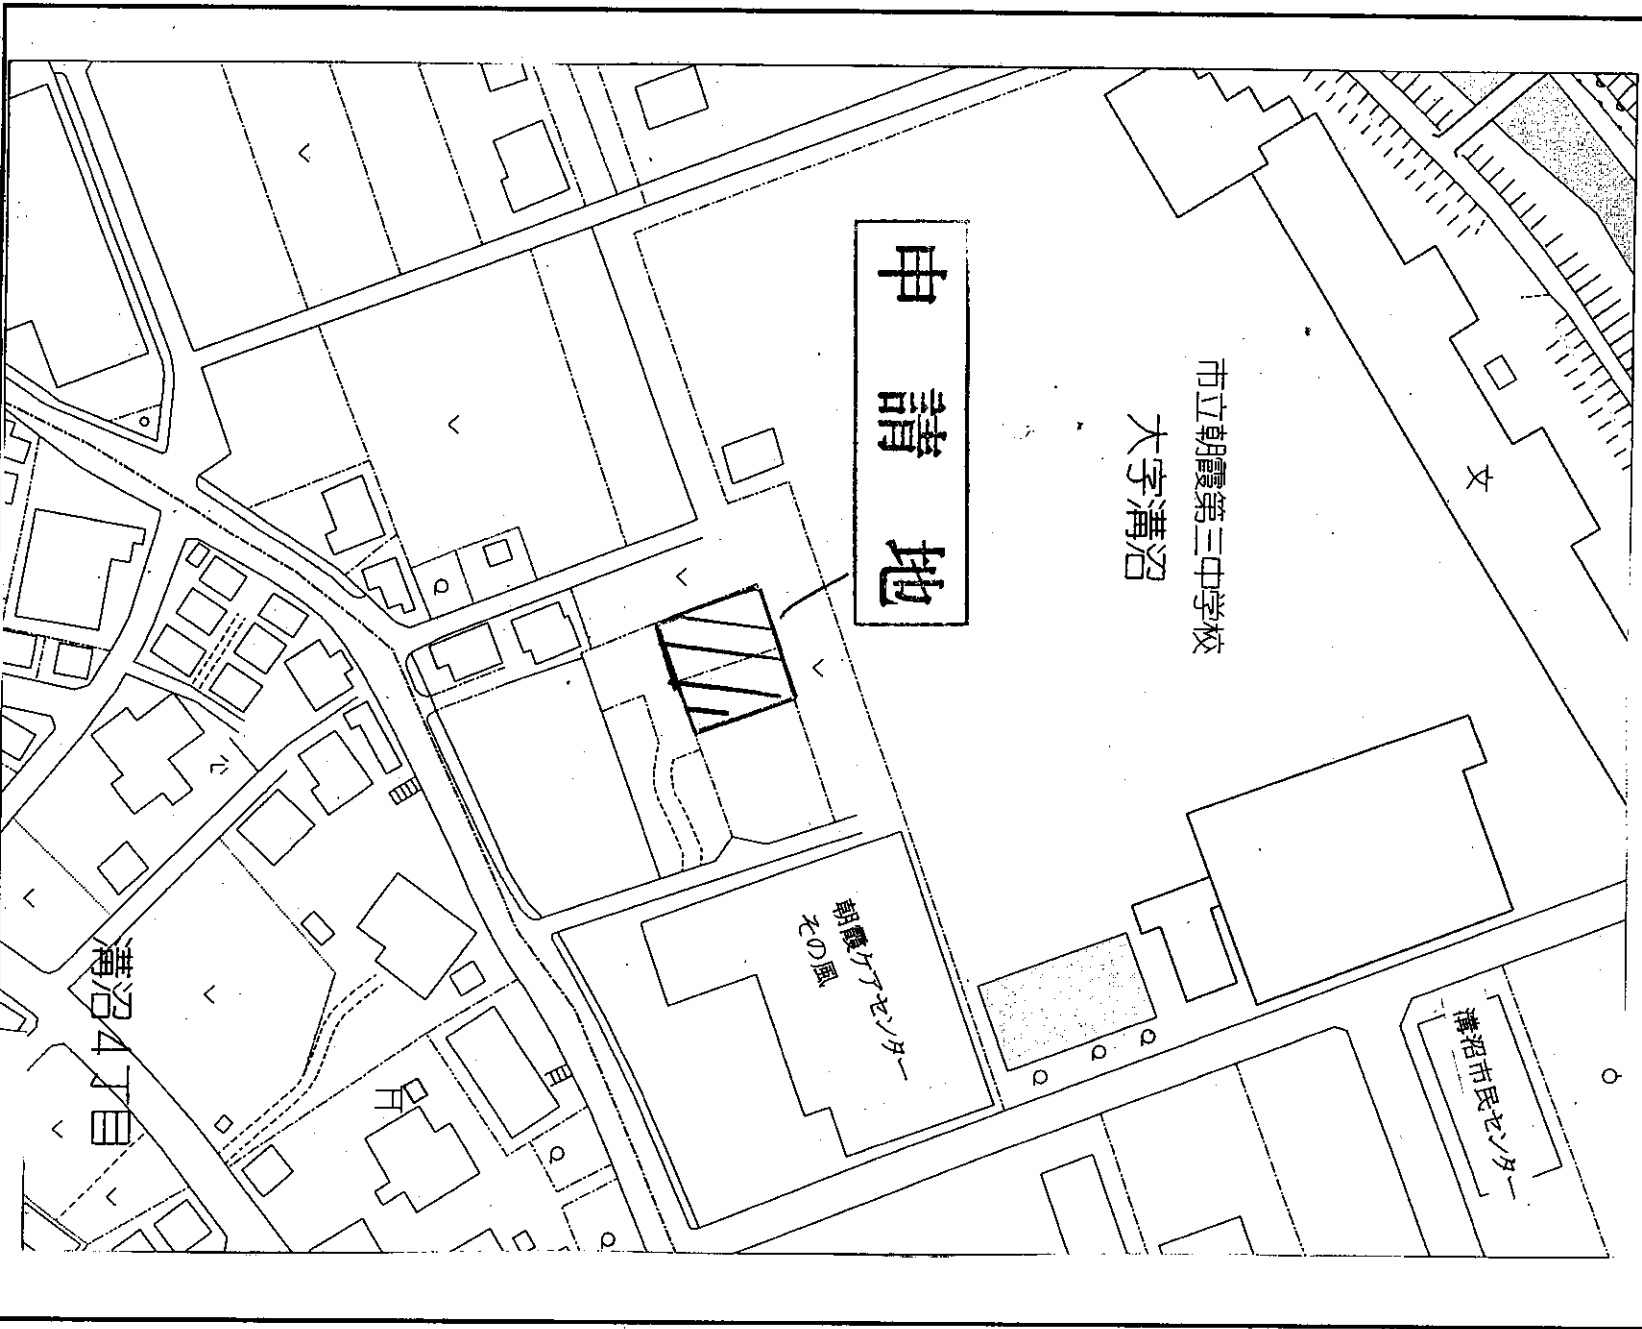 申請地
市立朝霞第三中学校
大字溝沼
文
朝霞ケアセンター
その風
溝沼市民センター
溝沼4丁目